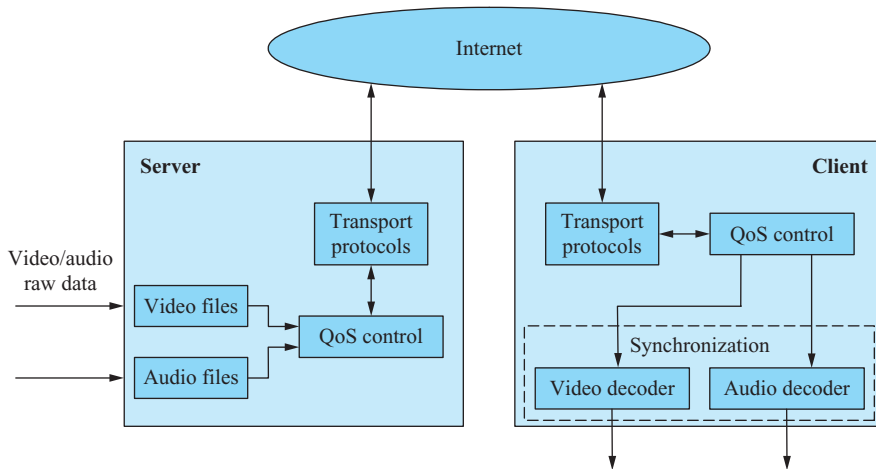 Internet
Server
Client
Transport
protocols
Transport
protocols
QoS control
Video/audio
raw data
Video files
QoS control
Synchronization
Audio files
Video decoder
Audio decoder